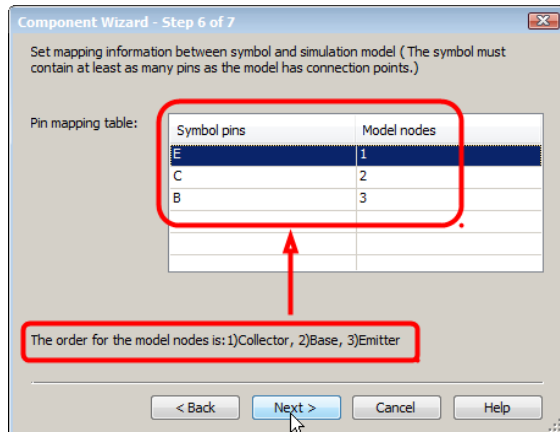 Component Wizard - Step 6 of 7
Set mapping information between symbol and simulation model ( The symbol must
contain at least as many pins as the model has connection points.)
Pin mapping table:
Symbol pins Model nodes
E 1
C 2
B 3
The order for the model nodes is:1)Collector, 2)Base, 3)Emitter
< Back Next > Cancel Help